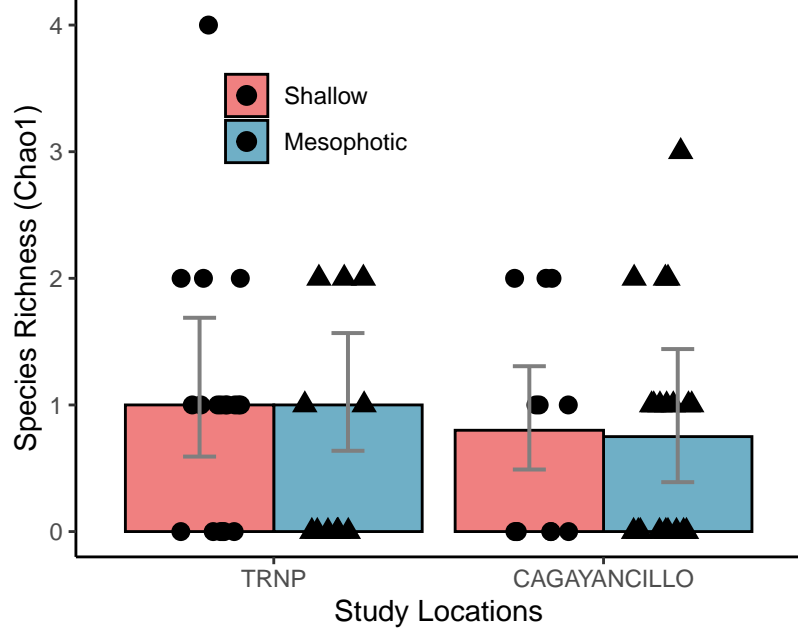 4
3
2
1
0
Species Richness (Chao1)
Shallow
Mesophotic
TRNP
CAGAYANCILLO
Study Locations